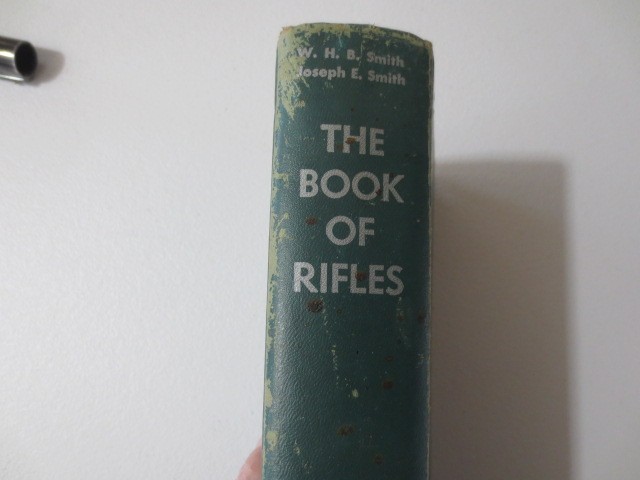 W. H. B. Smith
Joseph E. Smith
THE
BOOK
OF
RIFLES